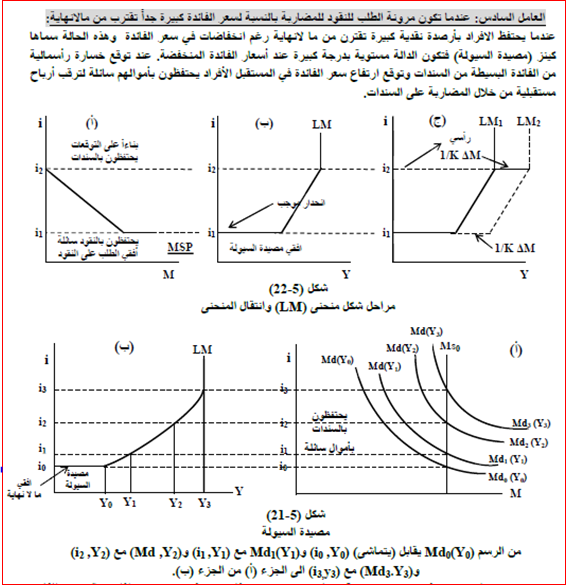 العامل السادس: عندما تكون مرونة الطلب للنقود للمضاربة بالنسبة لسعر الفائدة كبيرة جداً تقترب من مالانهاية:
عندما يحتفظ الافراد بأرصدة نقدية كبيرة تقترن من ما لانهاية رغم انخفاضات في سعر الفائدة وهذه الحالة سماها
كينز (مصيدة السيولة) فتكون الدالة مستوية بدرجة كبيرة عند أسعار الفائدة المنخفضة. عند توقع خسارة رأسمالية
من الفائدة البسيطة من السندات وتوقع ارتفاع سعر الفائدة في المستقبل الأفراد يحتفظون بأموالهم سائلة لترقب أرباح
مستقبلية من خلال المضاربة على السندات.
i (أ)
بناءاً على التوقعات
يحتفظون بالسندات
i2
i1
يحتفظون بالنقود سائلة
أفقي الطلب على النقود
MSP
M
i (ب) LM
i2
انحدار موجب
i1
افقي مصيدة السيولة
Y
i (ج) LM1 LM2
رأسي
1/K ΔM
i2
i1
1/K ΔM
Y
شكل (5-22)
مراحل شكل منحنى (LM) وانتقال المنحنى
(أ)
Md(Y3)
Md(Y2) Ms0
i Md(Y0) Md(Y1)
i3
يحتفظون
بالسندات
i2
i1
يحتفظون
بأموال سائلة
i0
Md3 (Y3)
Md2 (Y2)
Md1 (Y1)
Md0 (Y0)
M
(ب)
i LM
i3
i2
i1
i0
مصيدة
السيولة
افقي
ما لا نهاية
Y0 Y1 Y2 Y3 Y
شكل (5-21)
مصيدة السيولة
من الرسم Md0(Y0) يقابل (يتماشى) (i0 ,Y0) و(Md1(Y1 مع (i1 ,Y1) و(Md ,Y2) مع (i2 ,Y2)
و(Md3.Y3) مع (i3,y3) الى الجزء (أ) من الجزء (ب).